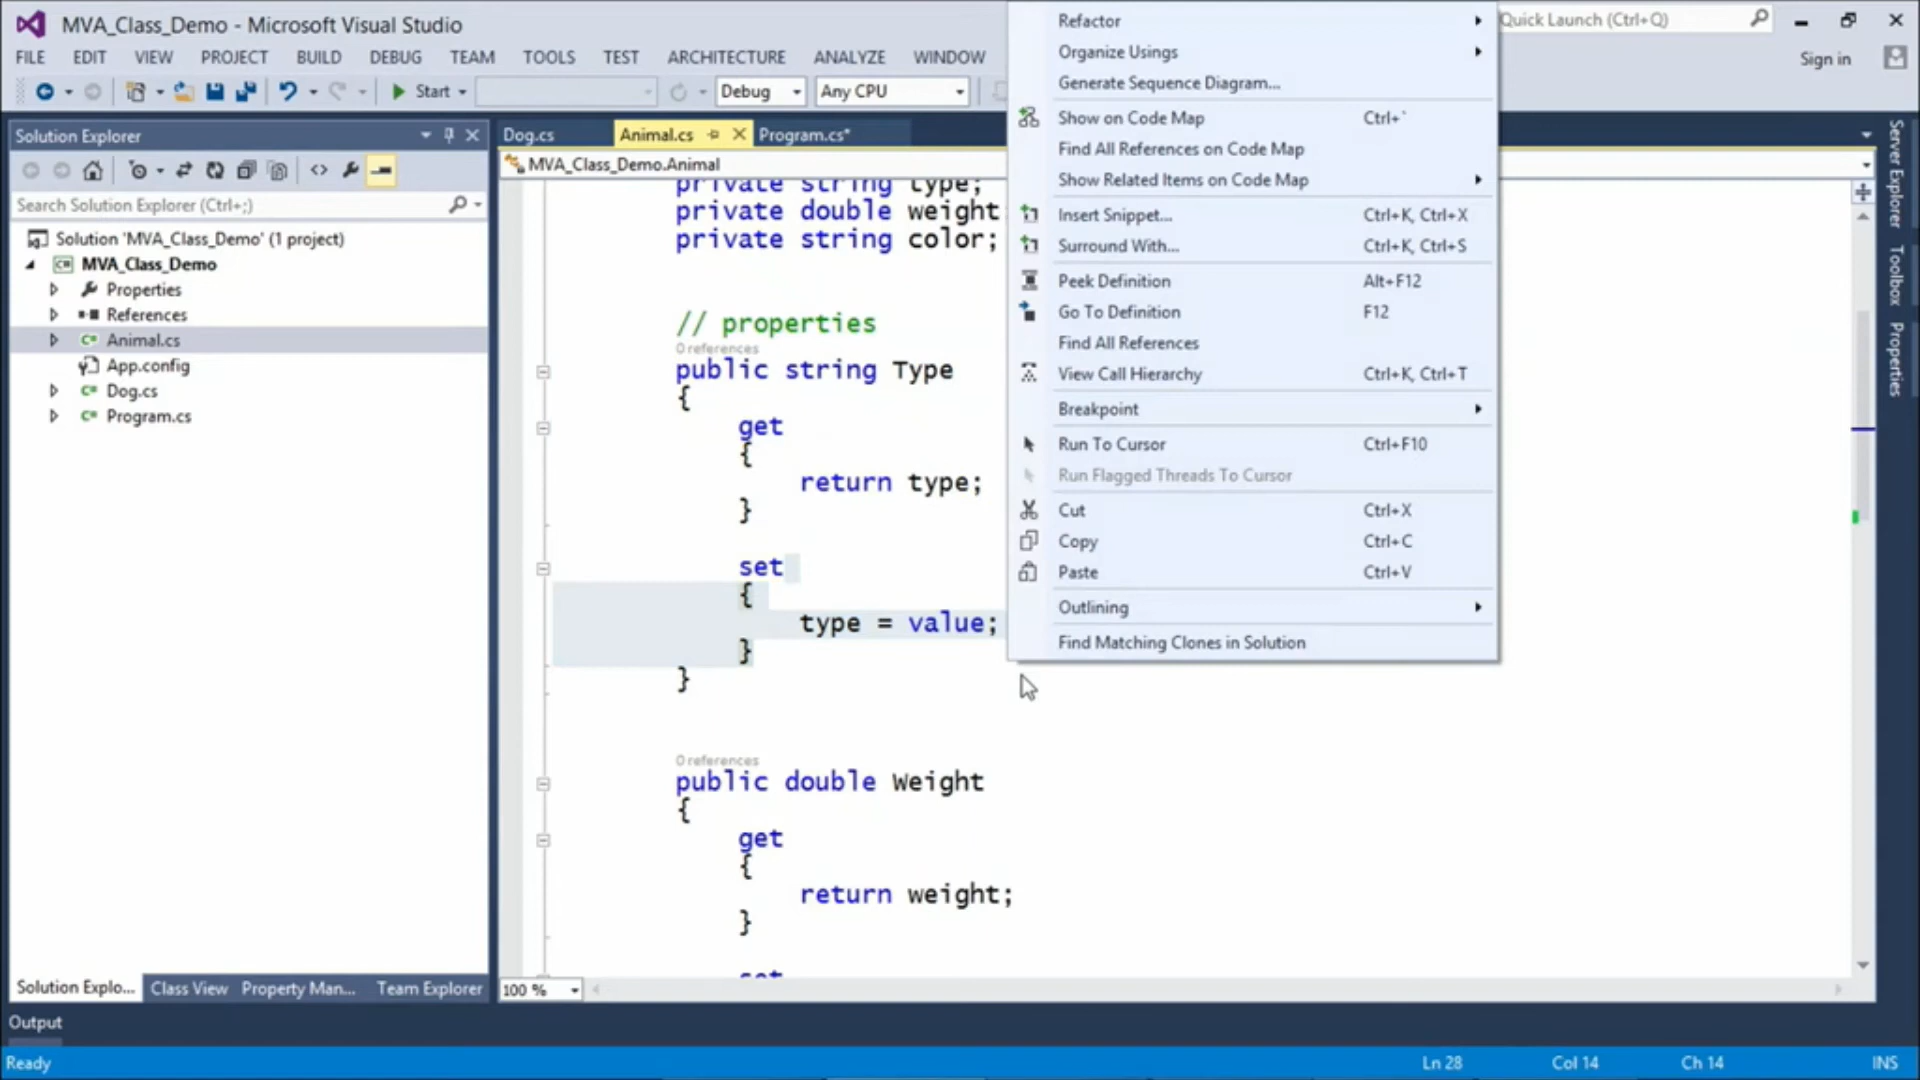 MVA_Class_Demo - Microsoft Visual Studio
Quick Launch (Ctrl+Q)
FILE EDIT VIEW PROJECT BUILD DEBUG TEAM TOOLS TEST ARCHITECTURE ANALYZE WINDOW
Sign in
Start Debug Any CPU
Solution Explorer
Search Solution Explorer (Ctrl+;)
Solution 'MVA_Class_Demo' (1 project)
MVA_Class_Demo
Properties
References
Animal.cs
App.config
Dog.cs
Program.cs
Solution Explo... Class View Property Man... Team Explorer
Dog.cs Animal.cs Program.cs*
MVA_Class_Demo.Animal
private string type;
private double weight
private string color;
// properties
0 references
public string Type
{
get
{
return type;
}
set
{
type = value;
}
}
0 references
public double Weight
{
get
{
return weight;
}
set
100 %
Refactor
Organize Usings
Generate Sequence Diagram...
Show on Code Map Ctrl+`
Find All References on Code Map
Show Related Items on Code Map
Insert Snippet... Ctrl+K, Ctrl+X
Surround With... Ctrl+K, Ctrl+S
Peek Definition Alt+F12
Go To Definition F12
Find All References
View Call Hierarchy Ctrl+K, Ctrl+T
Breakpoint
Run To Cursor Ctrl+F10
Run Flagged Threads To Cursor
Cut Ctrl+X
Copy Ctrl+C
Paste Ctrl+V
Outlining
Find Matching Clones in Solution
Server Explorer
Toolbox
Properties
Output
Ready Ln 28 Col 14 Ch 14 INS